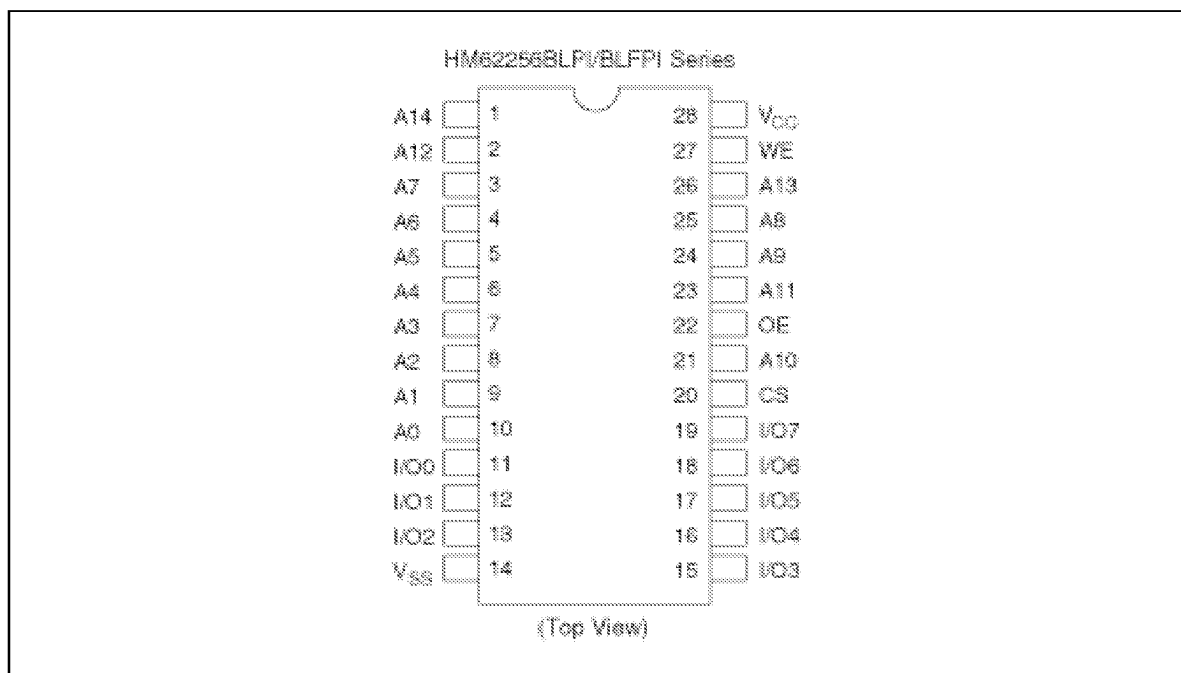 HM62256BLPI/BLFPI Series
A14 1 28 VCC
A12 2 27 WE
A7 3 26 A13
A6 4 25 A8
A5 5 24 A9
A4 6 23 A11
A3 7 22 OE
A2 8 21 A10
A1 9 20 CS
A0 10 19 I/O7
I/O0 11 18 I/O6
I/O1 12 17 I/O5
I/O2 13 16 I/O4
VSS 14 15 I/O3
(Top View)